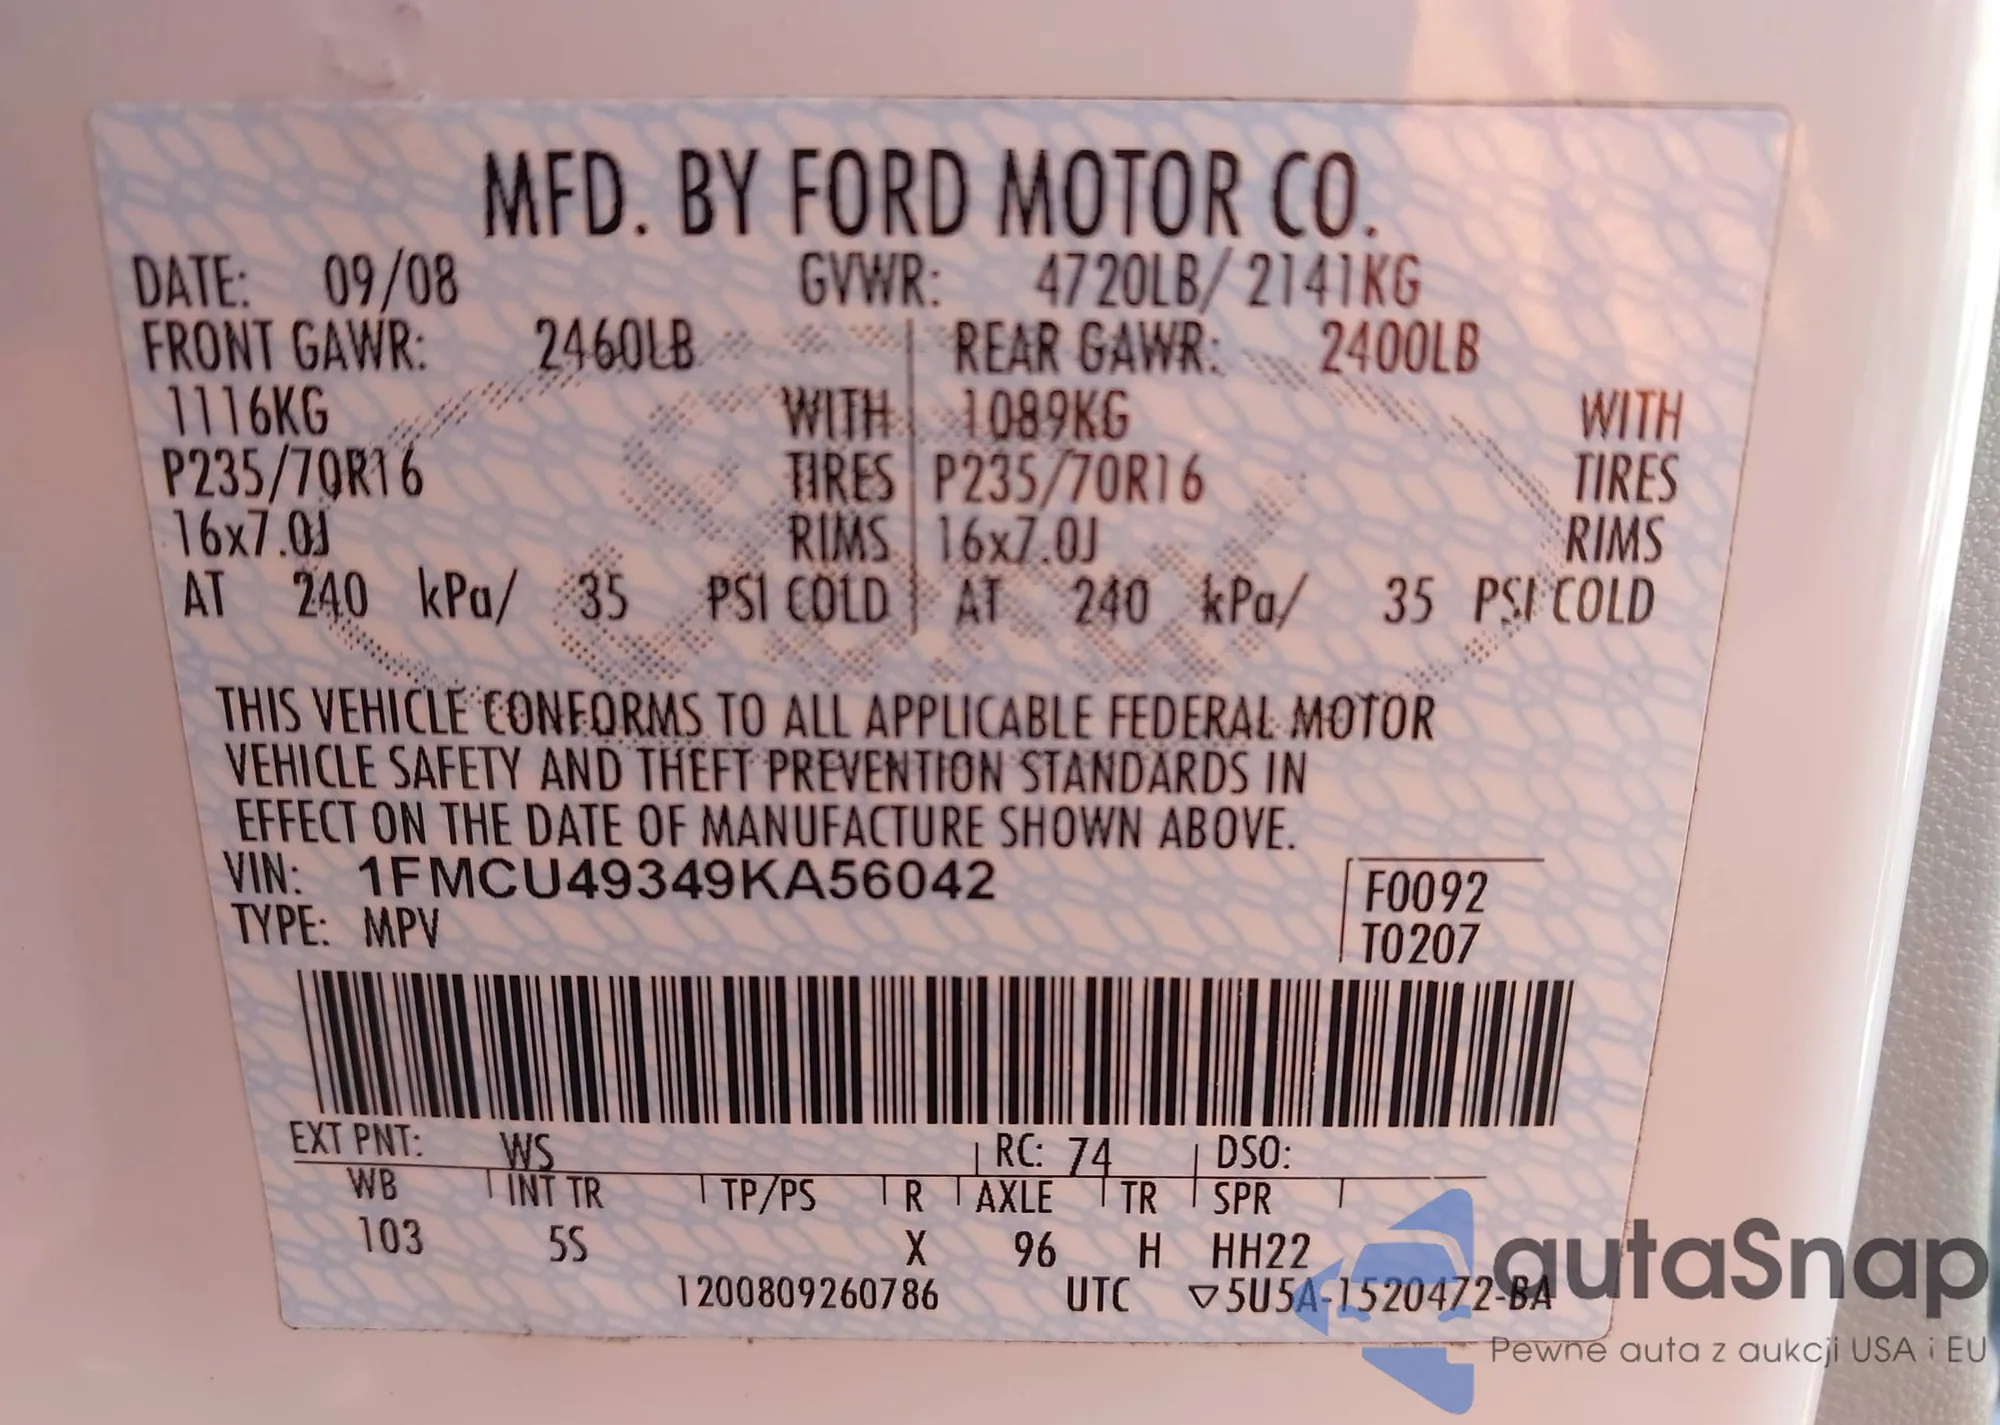 MFD. BY FORD MOTOR CO.
DATE: 09/08 GVWR: 4720LB/ 2141KG
FRONT GAWR: 2460LB REAR GAWR: 2400LB
1116KG WITH 1089KG WITH
P235/70R16 TIRES P235/70R16 TIRES
16x7.0J RIMS 16x7.0J RIMS
AT 240 kPa/ 35 PSI COLD AT 240 kPa/ 35 PSI COLD
THIS VEHICLE CONFORMS TO ALL APPLICABLE FEDERAL MOTOR
VEHICLE SAFETY AND THEFT PREVENTION STANDARDS IN
EFFECT ON THE DATE OF MANUFACTURE SHOWN ABOVE.
VIN: 1FMCU49349KA56042
TYPE: MPV
F0092
T0207
EXT PNT: WS RC: 74 DSO:
WB INT TR TP/PS R AXLE TR SPR
103 5S X 96 H HH22
1200809260786 UTC ▽5U5A-1520472-BA
autaSnap
Pewne auta z aukcji USA i EU